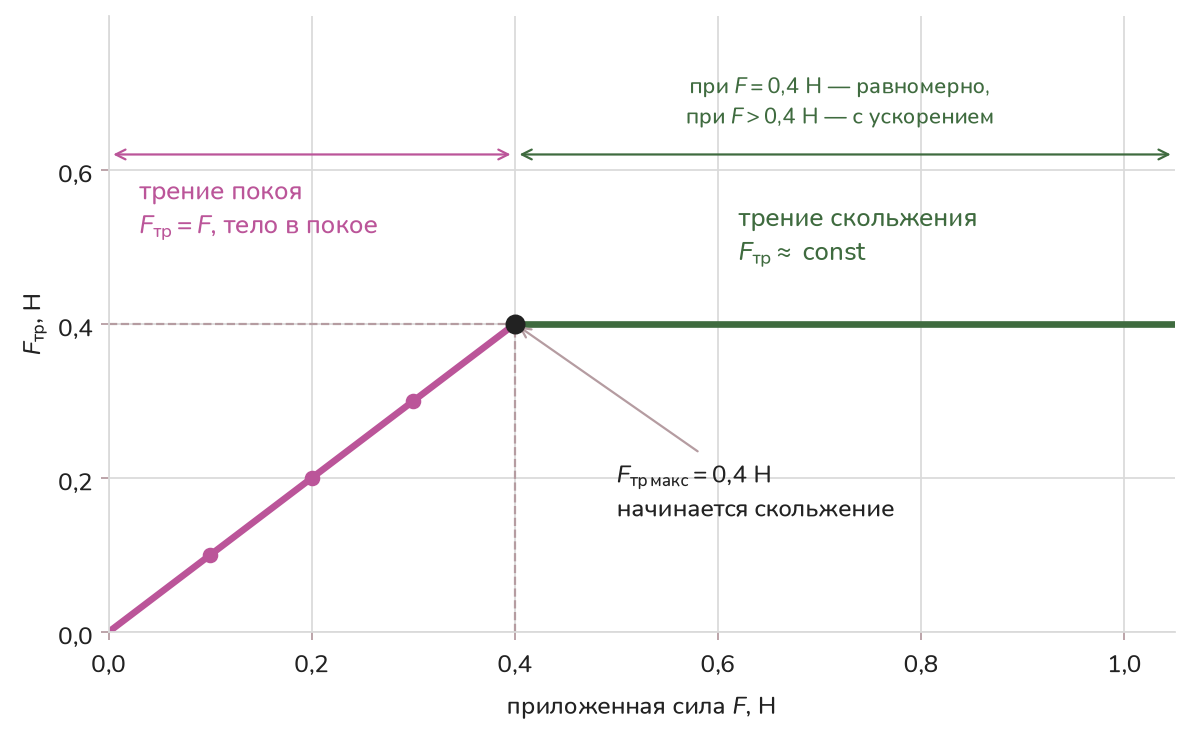 при F = 0,4 Н — равномерно,
при F > 0,4 Н — с ускорением
0,6
трение покоя
Fтр = F, тело в покое
трение скольжения
Fтр ≈ const
Fтр, Н
0,4
Fтр макс = 0,4 Н
начинается скольжение
0,2
0,0
0,0
0,2
0,4
0,6
0,8
1,0
приложенная сила F, Н